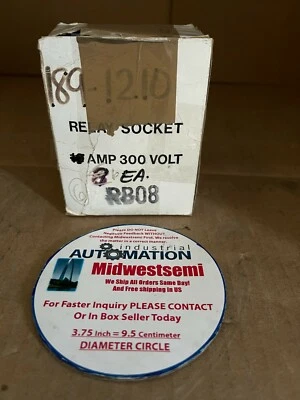 189-1210
RELAY SOCKET
AMP 300 VOLT
3 EA.
RB08
Please DO NOT Leave
Negative Feedback WITHOUT
Contacting Midwestsemi First. We resolve
the matter in a correct manner.
industrial
AUTOMATION
Midwestsemi
We Ship All Orders Same Day!
And Free shipping in US
For Faster Inquiry PLEASE CONTACT
Or In Box Seller Today
3.75 Inch = 9.5 Centimeter
DIAMETER CIRCLE